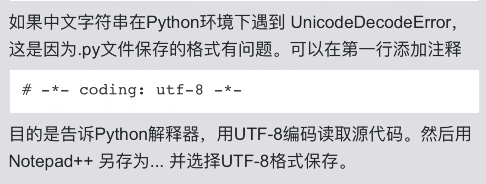 如果中文字符串在Python环境下遇到 UnicodeDecodeError，
这是因为.py文件保存的格式有问题。可以在第一行添加注释
# -*- coding: utf-8 -*-
目的是告诉Python解释器，用UTF-8编码读取源代码。然后用
Notepad++ 另存为... 并选择UTF-8格式保存。